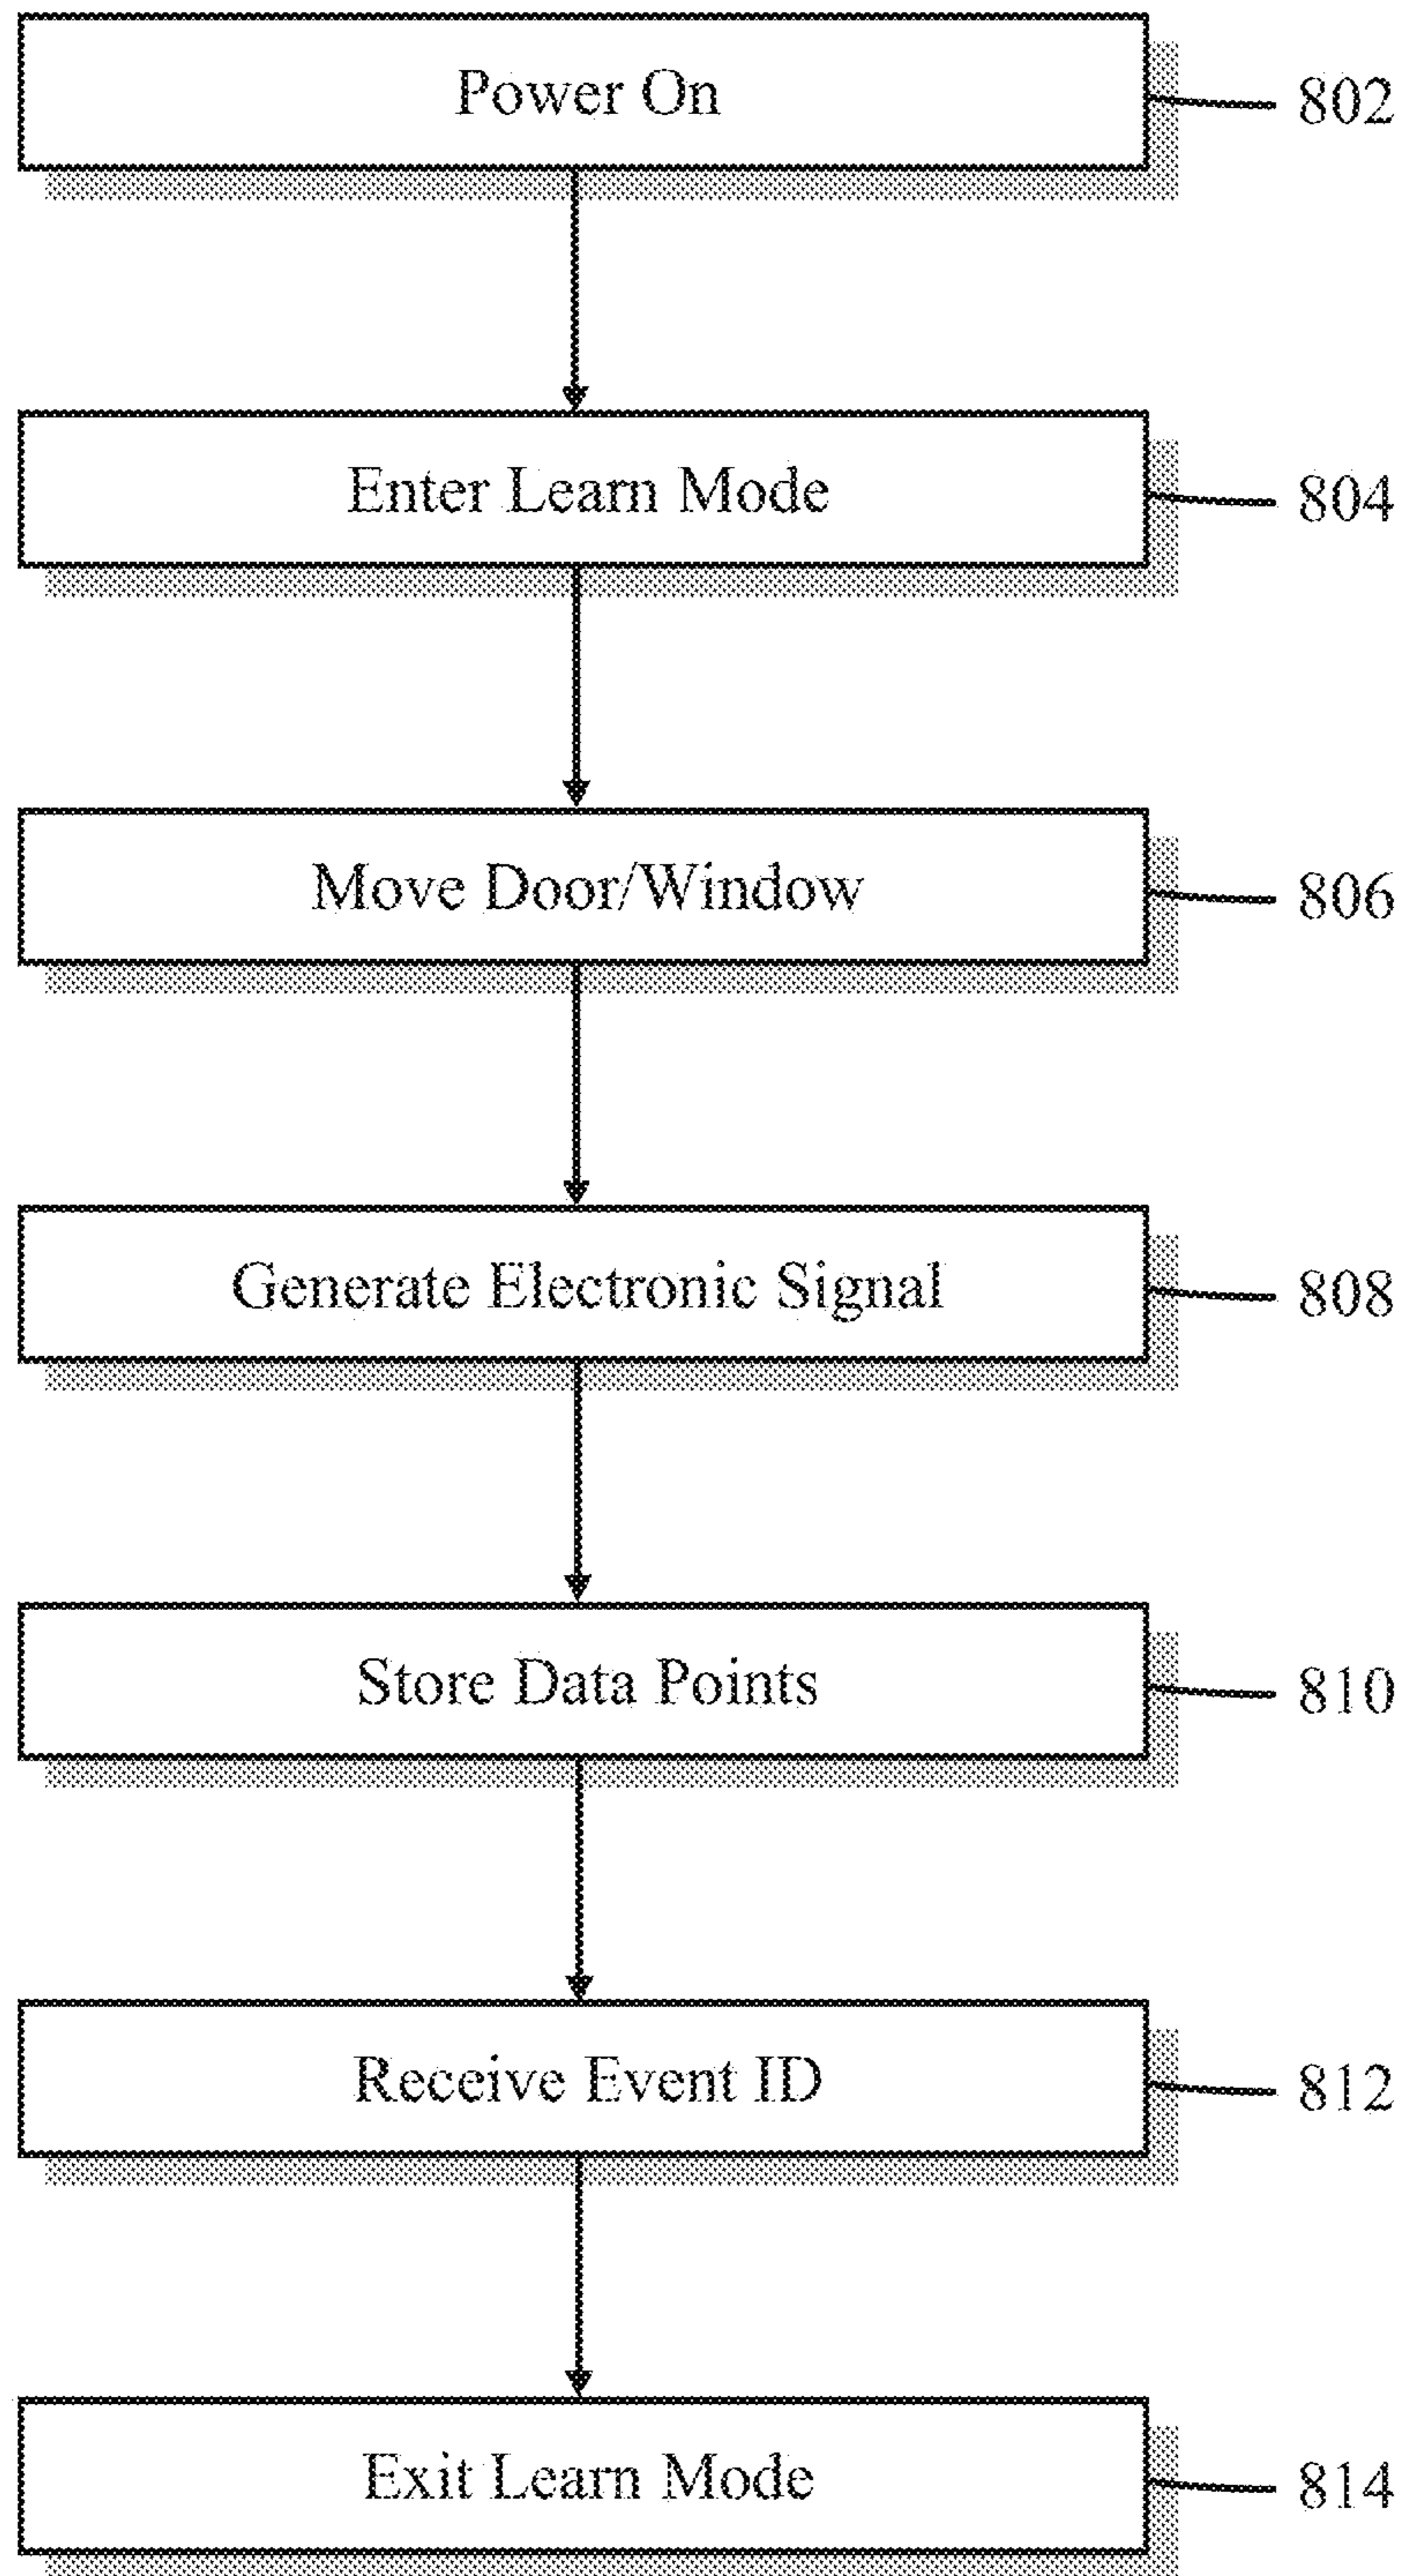 Power On
802
Enter Learn Mode
804
Move Door/Window
806
Generate Electronic Signal
808
Store Data Points
810
Receive Event ID
812
Exit Learn Mode
814